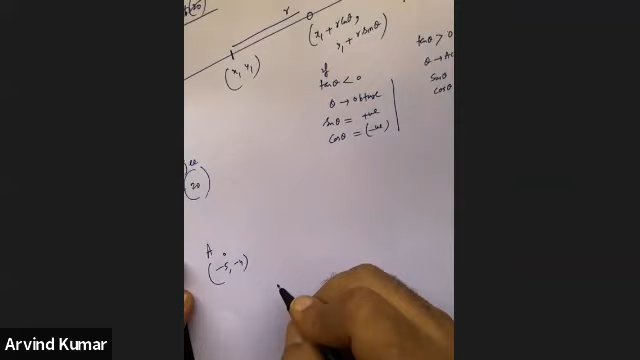 r
(x₁ + r cosθ,
y₁ + r sinθ)
(x₁, y₁)
if
tanθ < 0
θ → obtuse
sinθ = +ve
cosθ = (-ve)
tanθ > 0
θ → Ac
sinθ
cosθ
(20)
A
(-5, -4)
Arvind Kumar